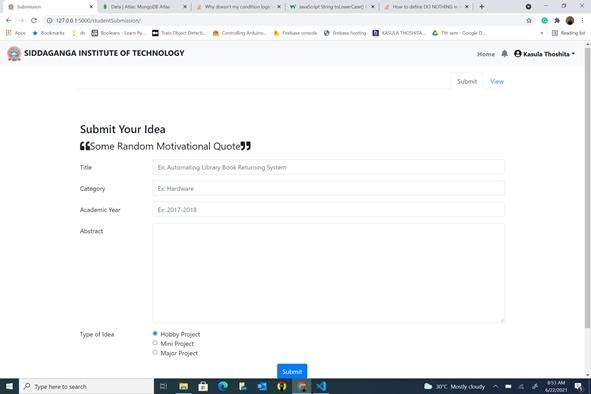 Submission
Data | Atlas: MongoDB Atlas
Why doesn't my condition logic
JavaScript String toLowerCase()
How to define DO NOTHING in
127.0.0.1:5000/studentSubmission/
Apps
Bookmarks
ds
Booleans - Learn Py...
Train Object Detecti...
Controlling Arduino...
Firebase console
firebase hosting
KASULA THOSHITA...
7th sem - Google D...
»
Reading list
SIDDAGANGA INSTITUTE OF TECHNOLOGY
Home
Kasula Thoshita
Submit
View
Submit Your Idea
❝Some Random Motivational Quote❞
Title
Ex: Automating Library Book Returning System
Category
Ex: Hardware
Academic Year
Ex: 2017-2018
Abstract
Type of Idea
Hobby Project
Mini Project
Major Project
Submit
Type here to search
30°C Mostly cloudy
8:53 AM
6/22/2021